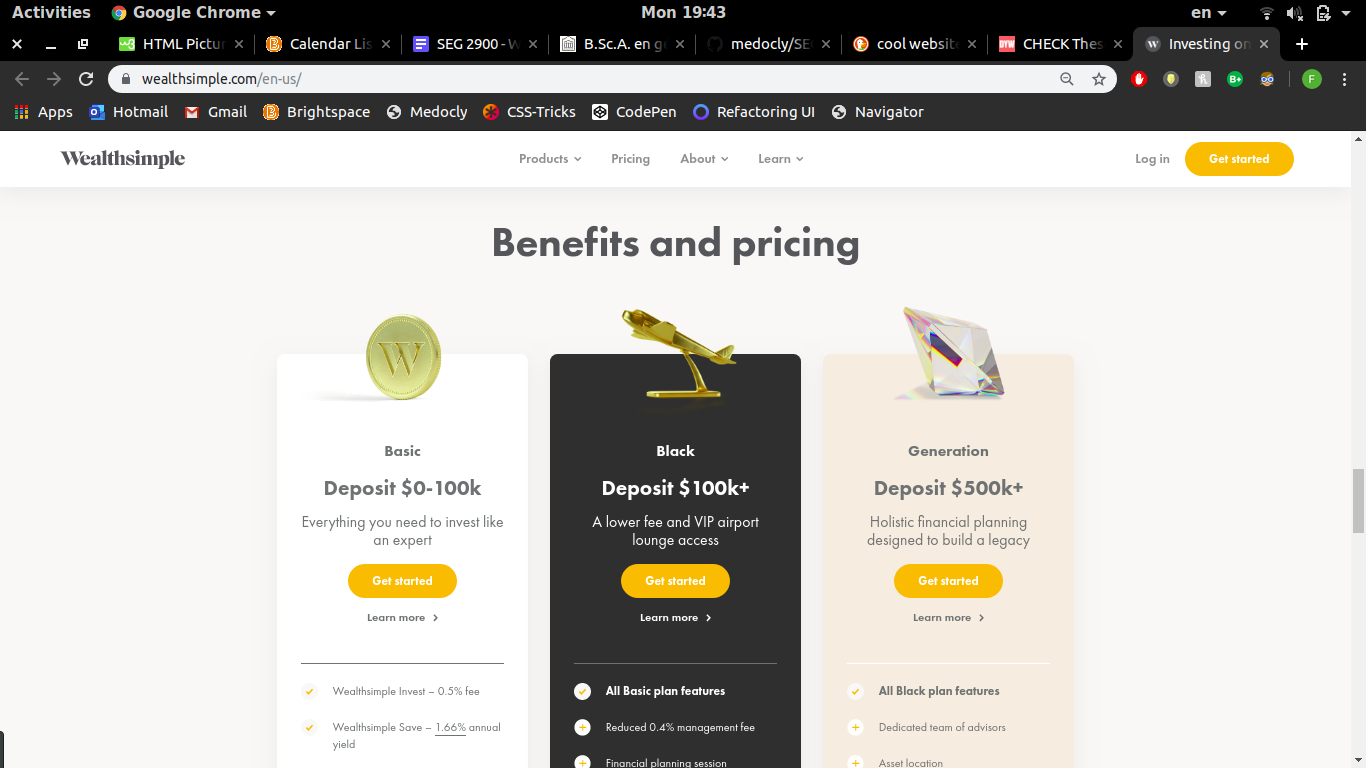 Activities
Google Chrome
Mon 19:43
en
HTML Pictur
Calendar Lis
SEG 2900 - W
B.Sc.A. en ge
medocly/SEG
cool website
CHECK Thes
Investing on
wealthsimple.com/en-us/
F
Apps
Hotmail
Gmail
Brightspace
Medocly
CSS-Tricks
CodePen
Refactoring UI
Navigator
Wealthsimple
Products
Pricing
About
Learn
Log in
Get started
Benefits and pricing
W
Basic
Deposit $0-100k
Everything you need to invest like
an expert
Get started
Learn more
Wealthsimple Invest – 0.5% fee
Wealthsimple Save – 1.66% annual
yield
Black
Deposit $100k+
A lower fee and VIP airport
lounge access
Get started
Learn more
All Basic plan features
Reduced 0.4% management fee
Financial planning session
Generation
Deposit $500k+
Holistic financial planning
designed to build a legacy
Get started
Learn more
All Black plan features
Dedicated team of advisors
Asset location